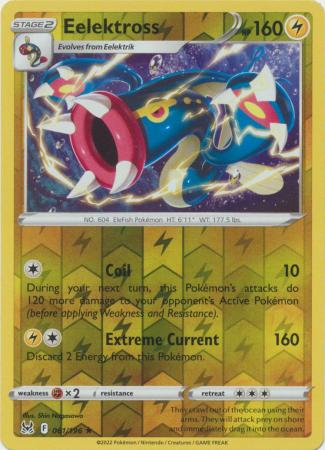 STAGE2 Eelektross HP160
Evolves from Eelektrik
NO. 604 EleFish Pokémon HT: 6'11" WT: 177.5 lbs.
Coil 10
During your next turn, this Pokémon's attacks do
120 more damage to your opponent's Active Pokémon
(before applying Weakness and Resistance).
Extreme Current 160
Discard 2 Energy from this Pokémon.
weakness ×2 resistance retreat
Illus. Shin Nagasawa
F 061/196 ★
They crawl out of the ocean using their
arms. They will attack prey on shore
and immediately drag it into the ocean.
©2022 Pokémon / Nintendo / Creatures / GAME FREAK